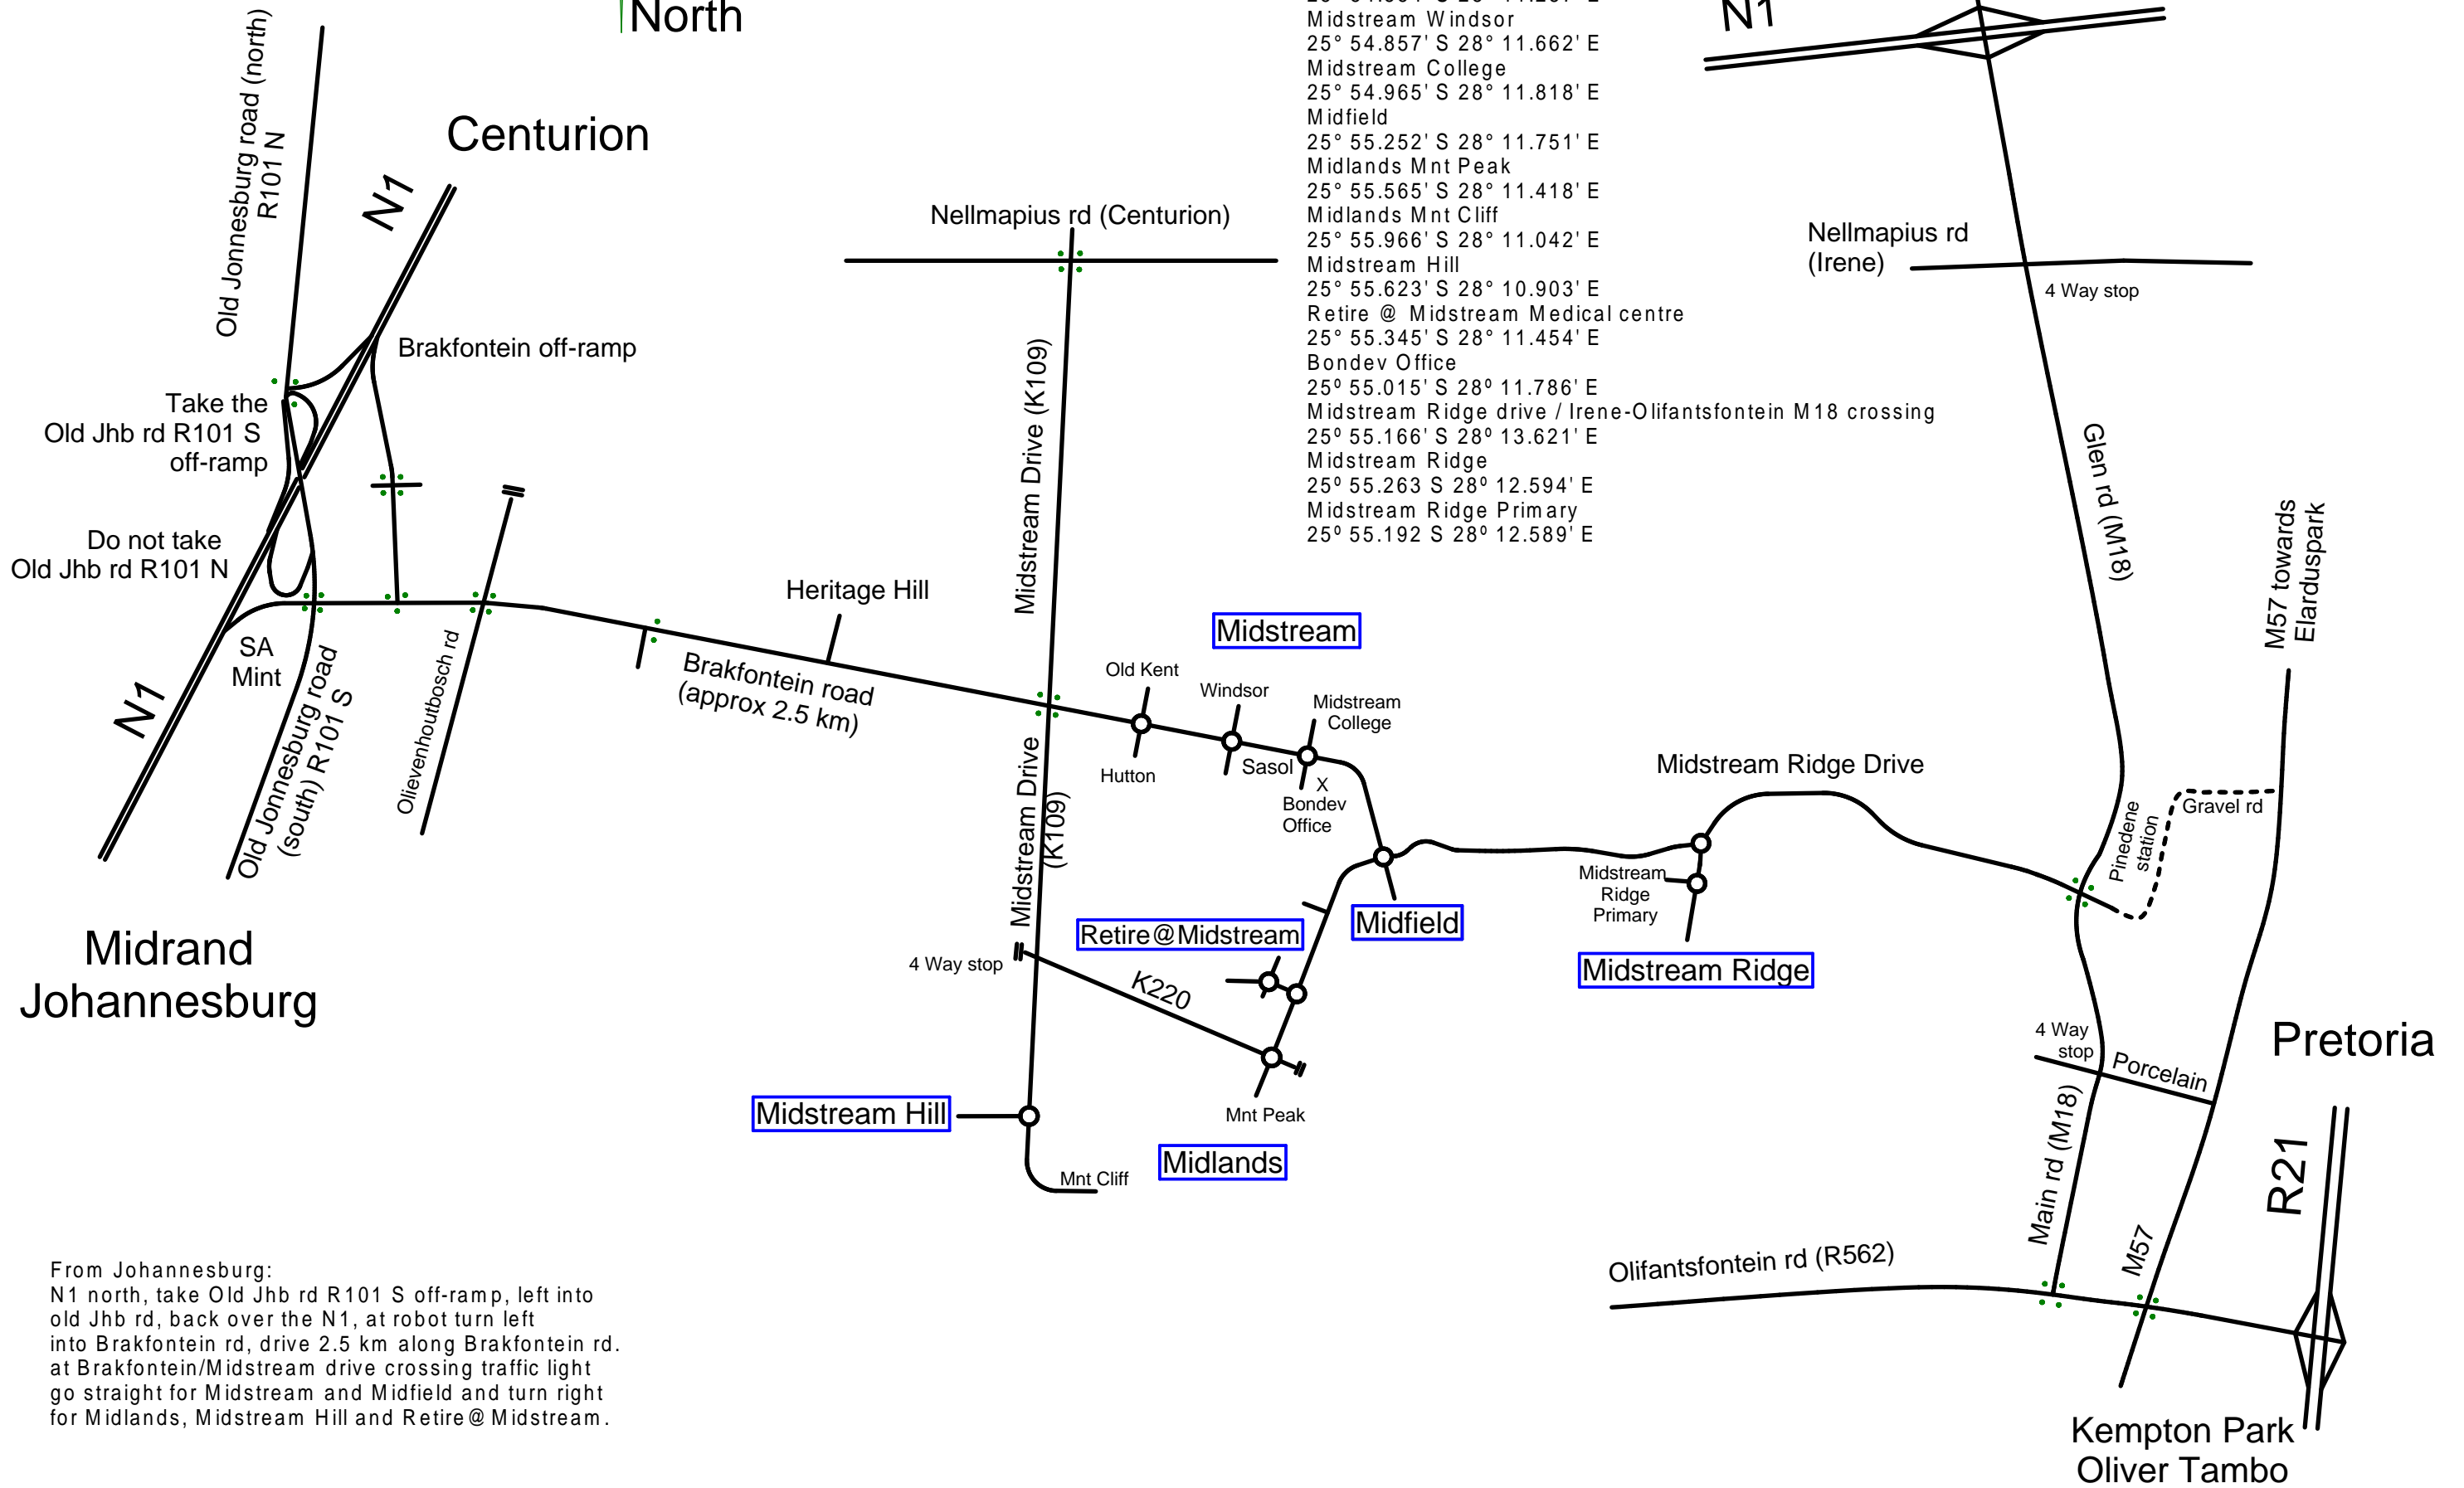 North
Old Jonnesburg road (north)
R101 N
Centurion
N1
Brakfontein off-ramp
Take the
Old Jhb rd R101 S
off-ramp
Do not take
Old Jhb rd R101 N
SA
Mint
N1
Old Jonnesburg road
(south) R101 S
Olievenhoutbosch rd
Midrand
Johannesburg
Nellmapius rd (Centurion)
Midstream Drive (K109)
Heritage Hill
Brakfontein road
(approx 2.5 km)
Midstream Windsor
25° 54.857' S 28° 11.662' E
Midstream College
25° 54.965' S 28° 11.818' E
Midfield
25° 55.252' S 28° 11.751' E
Midlands Mnt Peak
25° 55.565' S 28° 11.418' E
Midlands Mnt Cliff
25° 55.966' S 28° 11.042' E
Midstream Hill
25° 55.623' S 28° 10.903' E
Retire @ Midstream Medical centre
25° 55.345' S 28° 11.454' E
Bondev Office
25º 55.015' S 28º 11.786' E
Midstream Ridge drive / Irene-Olifantsfontein M18 crossing
25º 55.166' S 28º 13.621' E
Midstream Ridge
25º 55.263 S 28º 12.594' E
Midstream Ridge Primary
25º 55.192 S 28º 12.589' E
N1
Nellmapius rd
(Irene)
4 Way stop
Glen rd (M18)
M57 towards
Elarduspark
Midstream
Old Kent
Windsor
Midstream
College
Hutton
Sasol
X
Bondev
Office
Midstream Drive
(K109)
Midstream Ridge Drive
Pinedene
station
Gravel rd
Midstream
Ridge
Primary
Retire@Midstream
Midfield
Midstream Ridge
4 Way stop
K220
4 Way
stop
Porcelain
Pretoria
Midstream Hill
Mnt Peak
Midlands
Mnt Cliff
Main rd (M18)
M57
R21
Olifantsfontein rd (R562)
From Johannesburg:
N1 north, take Old Jhb rd R101 S off-ramp, left into
old Jhb rd, back over the N1, at robot turn left
into Brakfontein rd, drive 2.5 km along Brakfontein rd.
at Brakfontein/Midstream drive crossing traffic light
go straight for Midstream and Midfield and turn right
for Midlands, Midstream Hill and Retire@Midstream.
Kempton Park
Oliver Tambo